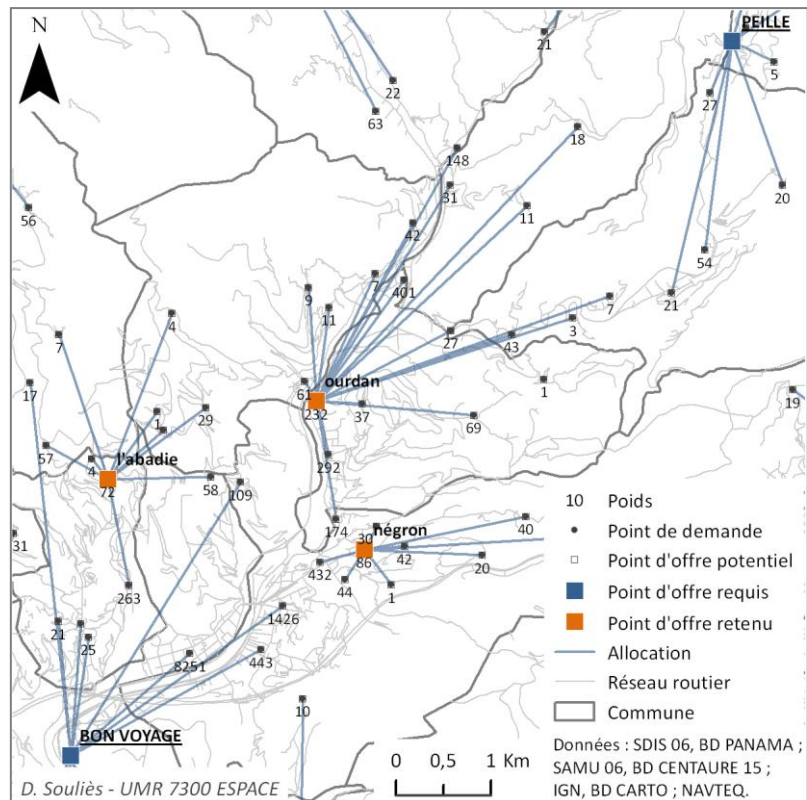 N
PEILLE
21
5
22
27
63
18
148
20
31
11
56
42
54
7
401
21
9
7
11
4
3
7
27
43
ourdan
61
1
17
232
37
19
1
29
69
57
l'abadie
4
292
72
58
109
174
négron
40
30
31
432
86
42
20
44
1
263
1426
21
25
443
8251
10
BON VOYAGE
10 Poids
Point de demande
Point d'offre potentiel
Point d'offre requis
Point d'offre retenu
Allocation
Réseau routier
Commune
0 0,5 1 Km
Données : SDIS 06, BD PANAMA ;
SAMU 06, BD CENTAURE 15 ;
IGN, BD CARTO ; NAVTEQ.
D. Souliès - UMR 7300 ESPACE